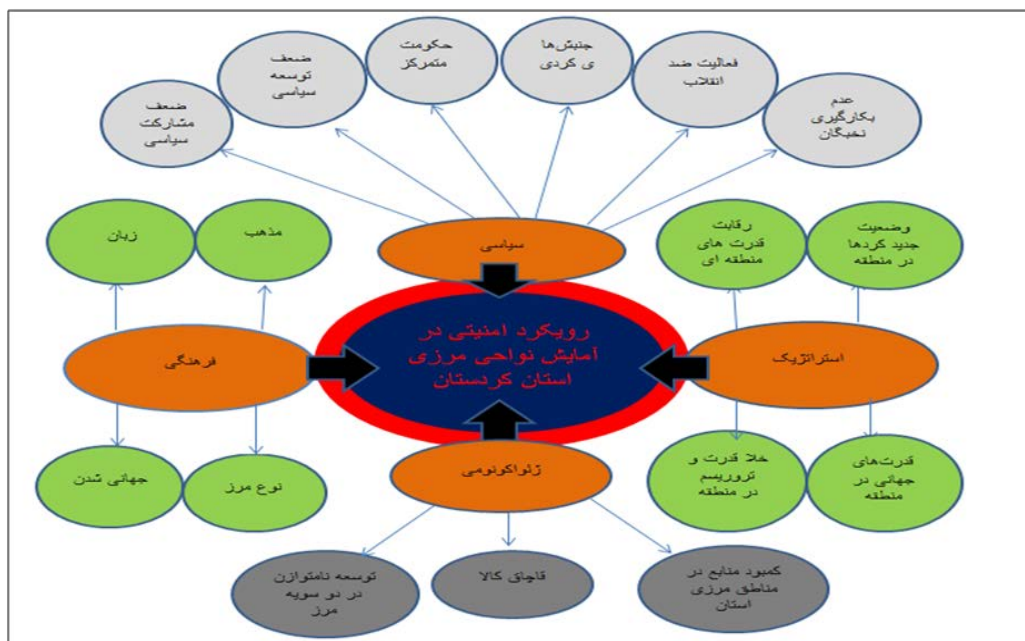 ضعف
مشارکت
سیاسی
ضعف
توسعه
سیاسی
حکومت
متمرکز
جنبش‌ها
ی کردی
فعالیت ضد
انقلاب
عدم
بکارگیری
نخبگان
زبان
مذهب
سیاسی
رقابت
قدرت های
منطقه ای
وضعیت
جدید کردها
در منطقه
فرهنگی
رویکرد امنیتی در
آمایش نواحی مرزی
استان کردستان
استراتژیک
جهانی شدن
نوع مرز
ژئواکونومی
خلا قدرت و
تروریسم
در منطقه
قدرت‌های
جهانی در
منطقه
توسعه نامتوازن
در دو سویه
مرز
قاچاق کالا
کمبود منابع در
مناطق مرزی
استان